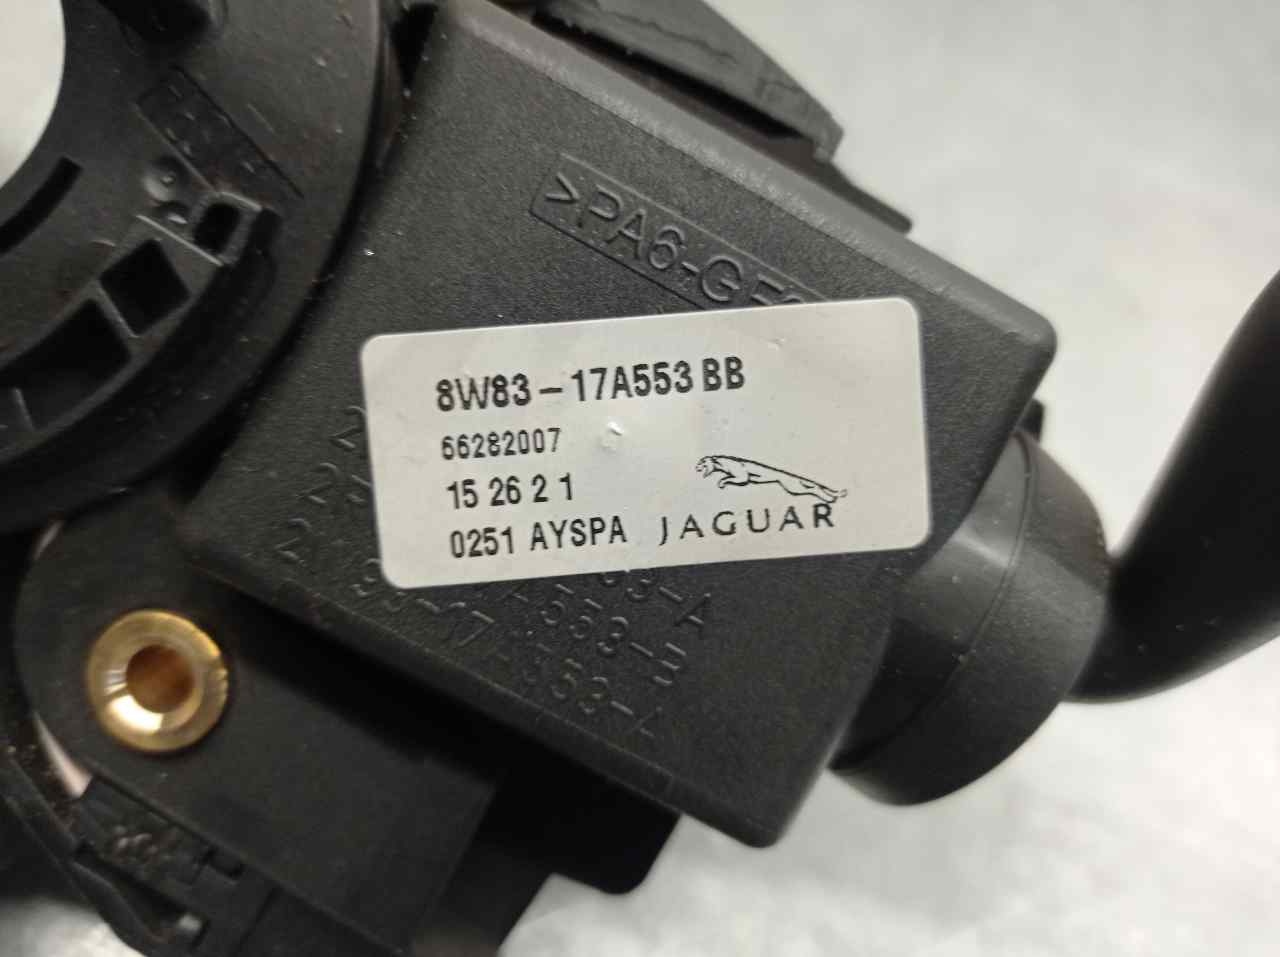 >PA6-GF
8W83-17A553 BB
66282007
15 26 2 1
0251 AYSPA JAGUAR